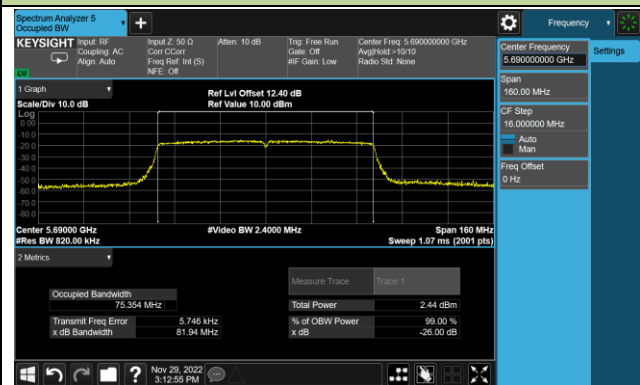 Spectrum Analyzer 5
Occupied BW
Frequency
KEYSIGHT
Input: RF
Coupling: AC
Align: Auto
Input Z: 50 Ω
Corr CCorr
Freq Ref: Int (S)
NFE: Off
Atten: 10 dB
Trig: Free Run
Gate: Off
#IF Gain: Low
Center Freq: 5.690000000 GHz
Avg|Hold:>10/10
Radio Std: None
Center Frequency
5.690000000 GHz
Settings
Span
160.00 MHz
CF Step
16.000000 MHz
Auto
Man
Freq Offset
0 Hz
1 Graph
Scale/Div 10.0 dB
Ref Lvl Offset 12.40 dB
Ref Value 10.00 dBm
Log
0.00
-10.0
-20.0
-30.0
-40.0
-50.0
-60.0
-70.0
-80.0
Center 5.69000 GHz
#Video BW 2.4000 MHz
Span 160 MHz
#Res BW 820.00 kHz
Sweep 1.07 ms (2001 pts)
2 Metrics
Measure Trace
Trace 1
Occupied Bandwidth
75.354 MHz
Total Power
2.44 dBm
Transmit Freq Error
5.746 kHz
% of OBW Power
99.00 %
x dB Bandwidth
81.94 MHz
x dB
-26.00 dB
Nov 29, 2022
3:12:55 PM